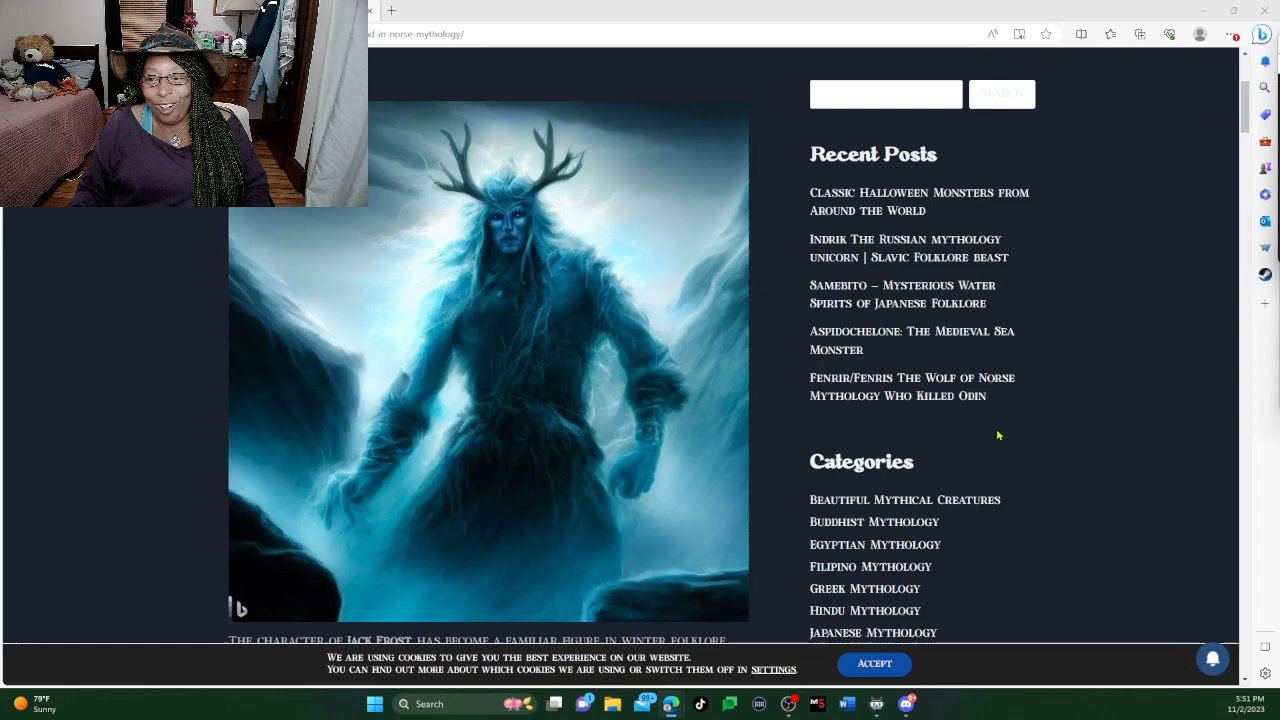 d-in-norse-mythology/
Search
Recent Posts
Classic Halloween Monsters from
Around the World
Indrik The Russian mythology
unicorn | Slavic Folklore beast
Samebito – Mysterious Water
Spirits of Japanese Folklore
Aspidochelone: The Medieval Sea
Monster
Fenrir/Fenris The Wolf of Norse
Mythology Who Killed Odin
Categories
Beautiful Mythical Creatures
Buddhist Mythology
Egyptian Mythology
Filipino Mythology
Greek Mythology
Hindu Mythology
Japanese Mythology
The character of Jack Frost has become a familiar figure in winter folklore
We are using cookies to give you the best experience on our website.
You can find out more about which cookies we are using or switch them off in settings.
Accept
79°F
Sunny
Search
1
99+
M5
9+
5:51 PM
11/2/2023